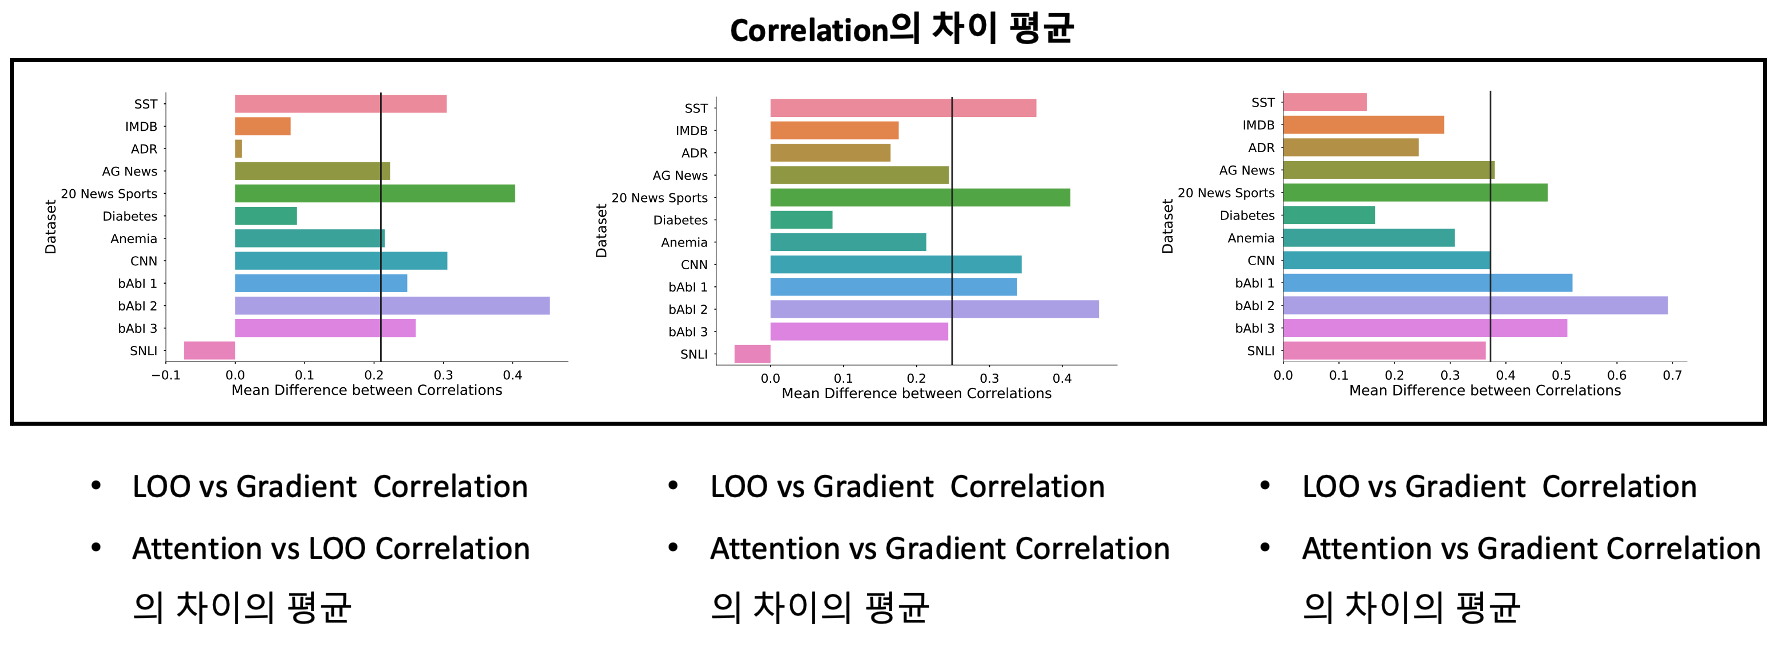 Correlation의 차이 평균
Dataset
SST
IMDB
ADR
AG News
20 News Sports
Diabetes
Anemia
CNN
bAbI 1
bAbI 2
bAbI 3
SNLI
−0.1 0.0 0.1 0.2 0.3 0.4
Mean Difference between Correlations
Dataset
SST
IMDB
ADR
AG News
20 News Sports
Diabetes
Anemia
CNN
bAbI 1
bAbI 2
bAbI 3
SNLI
0.0 0.1 0.2 0.3 0.4
Mean Difference between Correlations
Dataset
SST
IMDB
ADR
AG News
20 News Sports
Diabetes
Anemia
CNN
bAbI 1
bAbI 2
bAbI 3
SNLI
0.0 0.1 0.2 0.3 0.4 0.5 0.6 0.7
Mean Difference between Correlations
• LOO vs Gradient Correlation
• Attention vs LOO Correlation
의 차이의 평균
• LOO vs Gradient Correlation
• Attention vs Gradient Correlation
의 차이의 평균
• LOO vs Gradient Correlation
• Attention vs Gradient Correlation
의 차이의 평균